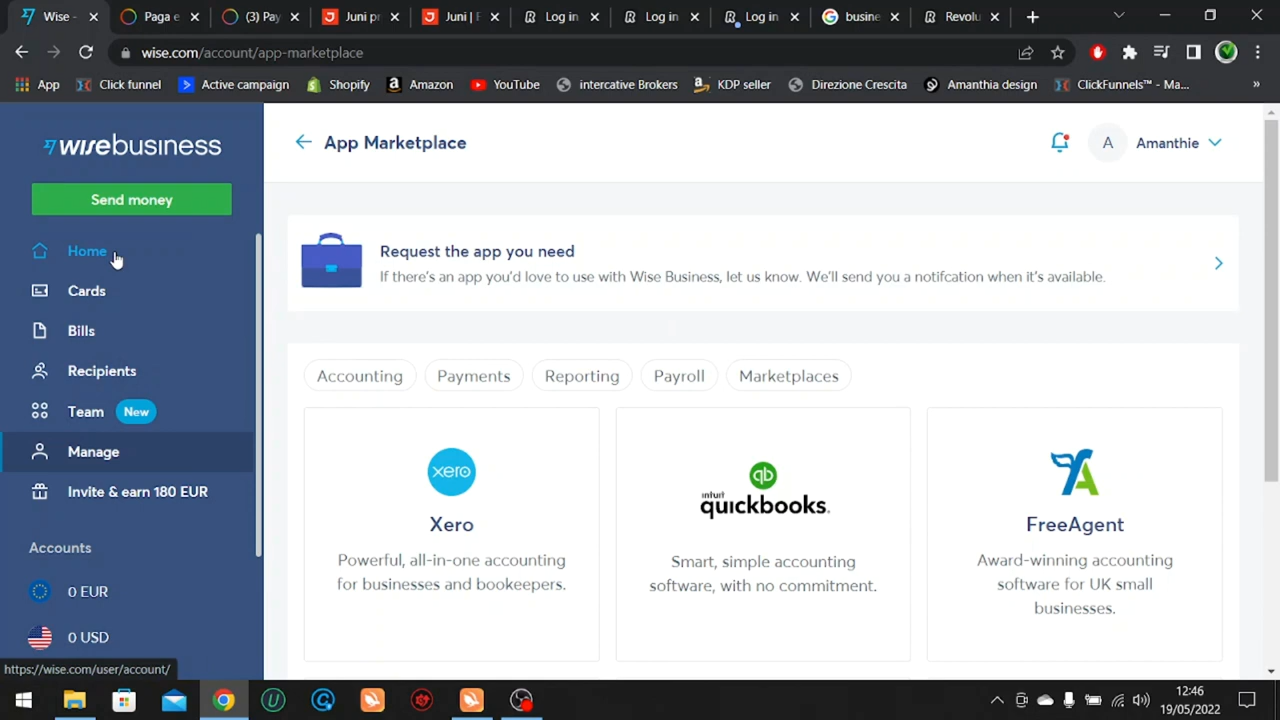 Wise -
Paga e
(3) Pay
Juni pr
Juni | F
Log in
Log in
Log in
busine
Revolu
wise.com/account/app-marketplace
App
Click funnel
Active campaign
Shopify
Amazon
YouTube
intercative Brokers
KDP seller
Direzione Crescita
Amanthia design
ClickFunnels™ - Ma...
»
wisebusiness
Send money
Home
Cards
Bills
Recipients
Team New
Manage
Invite & earn 180 EUR
Accounts
0 EUR
0 USD
https://wise.com/user/account/
App Marketplace
A Amanthie
Request the app you need
If there's an app you'd love to use with Wise Business, let us know. We'll send you a notifcation when it's available.
Accounting Payments Reporting Payroll Marketplaces
xero
Xero
Powerful, all-in-one accounting
for businesses and bookeepers.
qb
intuit
quickbooks.
Smart, simple accounting
software, with no commitment.
FreeAgent
Award-winning accounting
software for UK small
businesses.
12:46
19/05/2022